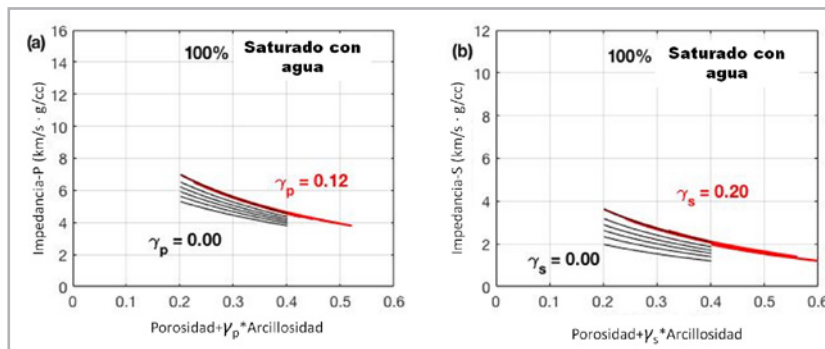 (a)
100%
Saturado con
agua
Impedancia-P (km/s · g/cc)
16
14
12
10
8
6
4
2
0
γp = 0.12
γp = 0.00
0 0.1 0.2 0.3 0.4 0.5 0.6
Porosidad+γp*Arcillosidad
(b)
100%
Saturado con
agua
Impedancia-S (km/s · g/cc)
12
10
8
6
4
2
0
γs = 0.20
γs = 0.00
0 0.1 0.2 0.3 0.4 0.5 0.6
Porosidad+γs*Arcillosidad